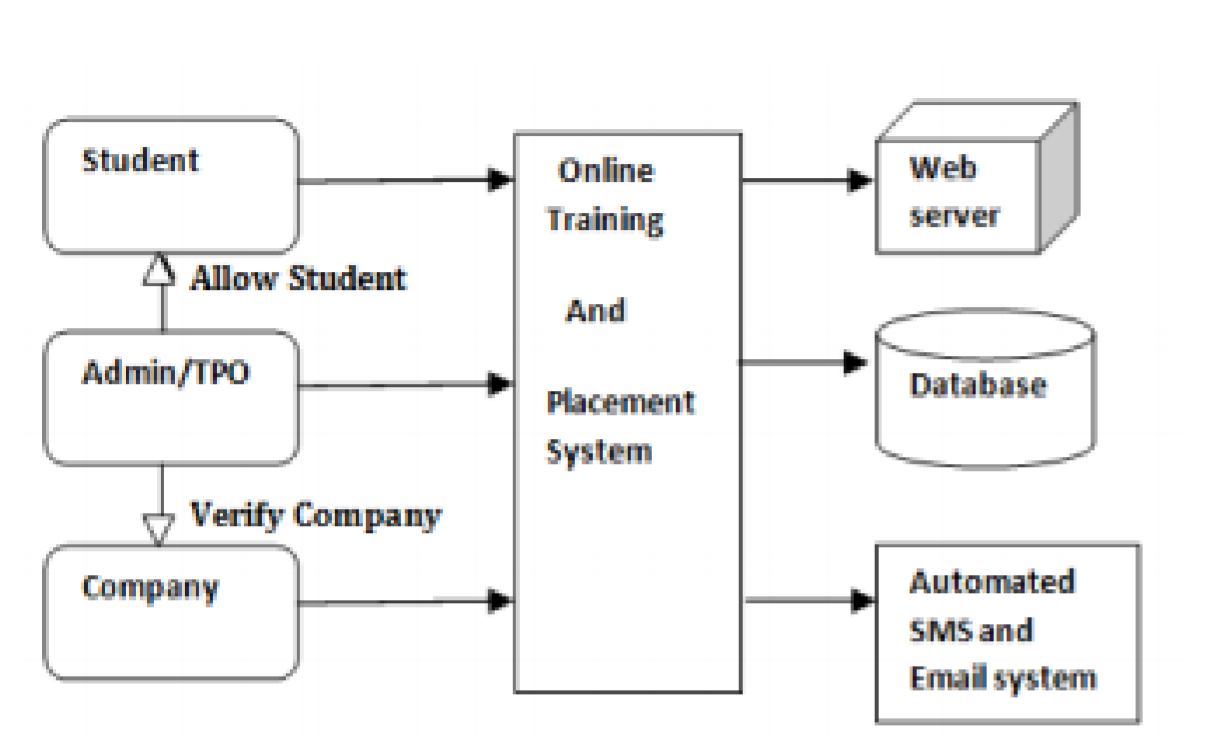 Student
Allow Student
Admin/TPO
Verify Company
Company
Online
Training
And
Placement
System
Web
server
Database
Automated
SMS and
Email system